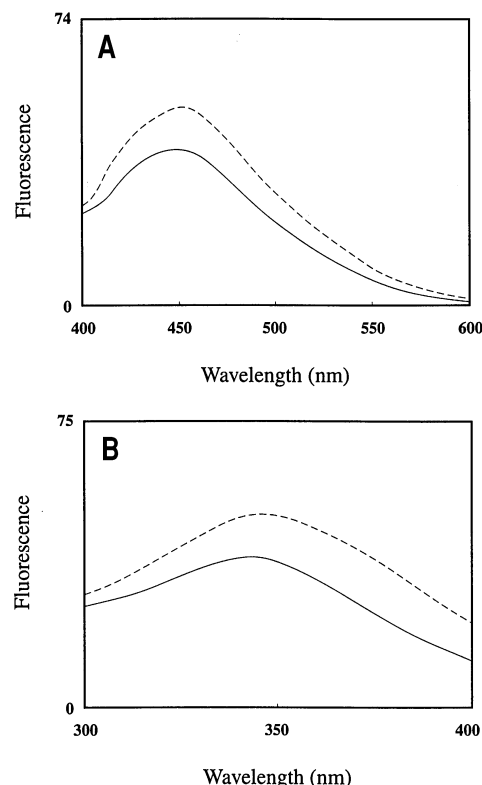 74
A
Fluorescence
0
400 450 500 550 600
Wavelength (nm)
75
B
Fluorescence
0
300 350 400
Wavelength (nm)